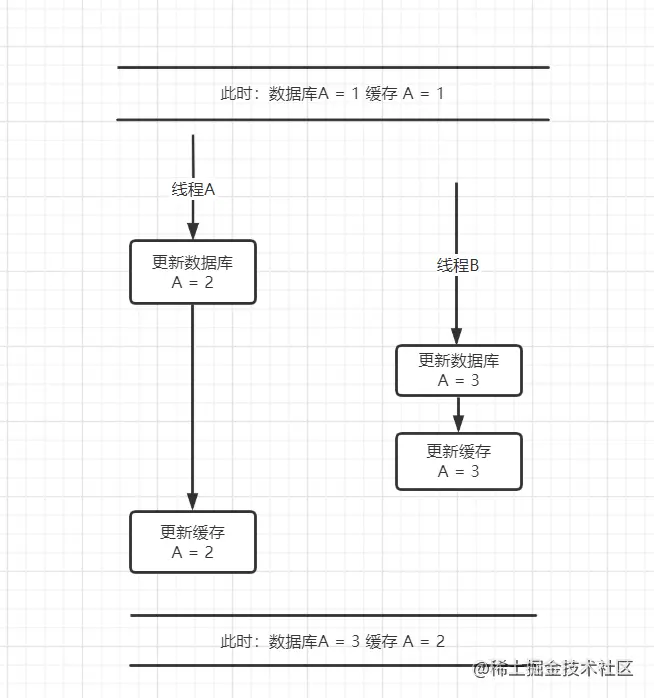 此时：数据库A = 1 缓存 A = 1
线程A
更新数据库
A = 2
线程B
更新数据库
A = 3
更新缓存
A = 3
更新缓存
A = 2
此时：数据库A = 3 缓存 A = 2
@稀土掘金技术社区